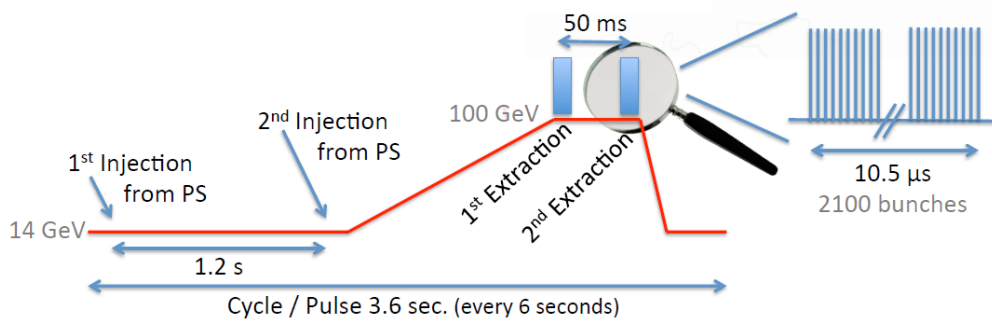 50 ms
100 GeV
2nd Injection
from PS
1st Injection
from PS
1st Extraction
2nd Extraction
10.5 µs
2100 bunches
14 GeV
1.2 s
Cycle / Pulse 3.6 sec. (every 6 seconds)